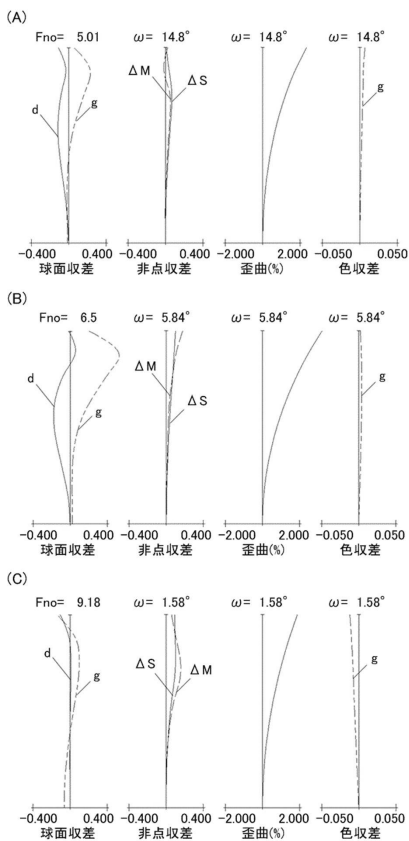 (A)
Fno= 5.01 ω= 14.8° ω= 14.8° ω= 14.8°
ΔM
ΔS
d g g
-0.400 0.400 -0.400 0.400 -2.000 2.000 -0.050 0.050
球面収差 非点収差 歪曲(%) 色収差
(B)
Fno= 6.5 ω= 5.84° ω= 5.84° ω= 5.84°
d ΔM g
ΔS
g
-0.400 0.400 -0.400 0.400 -2.000 2.000 -0.050 0.050
球面収差 非点収差 歪曲(%) 色収差
(C)
Fno= 9.18 ω= 1.58° ω= 1.58° ω= 1.58°
d ΔS ΔM g
g
-0.400 0.400 -0.400 0.400 -2.000 2.000 -0.050 0.050
球面収差 非点収差 歪曲(%) 色収差